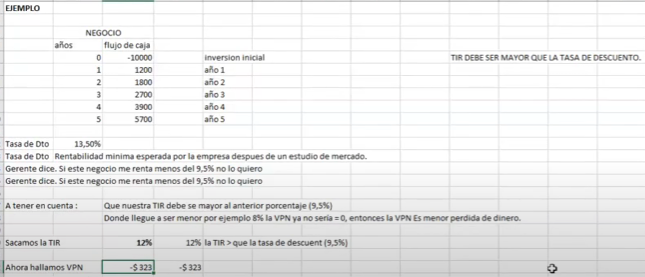 EJEMPLO
NEGOCIO
años flujo de caja
0 -10000 inversion inicial TIR DEBE SER MAYOR QUE LA TASA DE DESCUENTO.
1 1200 año 1
2 1800 año 2
3 2700 año 3
4 3900 año 4
5 5700 año 5
Tasa de Dto 13,50%
Tasa de Dto Rentabilidad minima esperada por la empresa despues de un estudio de mercado.
Gerente dice. Si este negocio me renta menos del 9,5% no lo quiero
Gerente dice. Si este negocio me renta menos del 9,5% no lo quiero
A tener en cuenta : Que nuestra TIR debe se mayor al anterior porcentaje (9,5%)
Donde llegue a ser menor por ejemplo 8% la VPN ya no sería = 0, entonces la VPN Es menor perdida de dinero.
Sacamos la TIR 12% 12% la TIR > que la tasa de descuent (9,5%)
Ahora hallamos VPN -$ 323 -$ 323